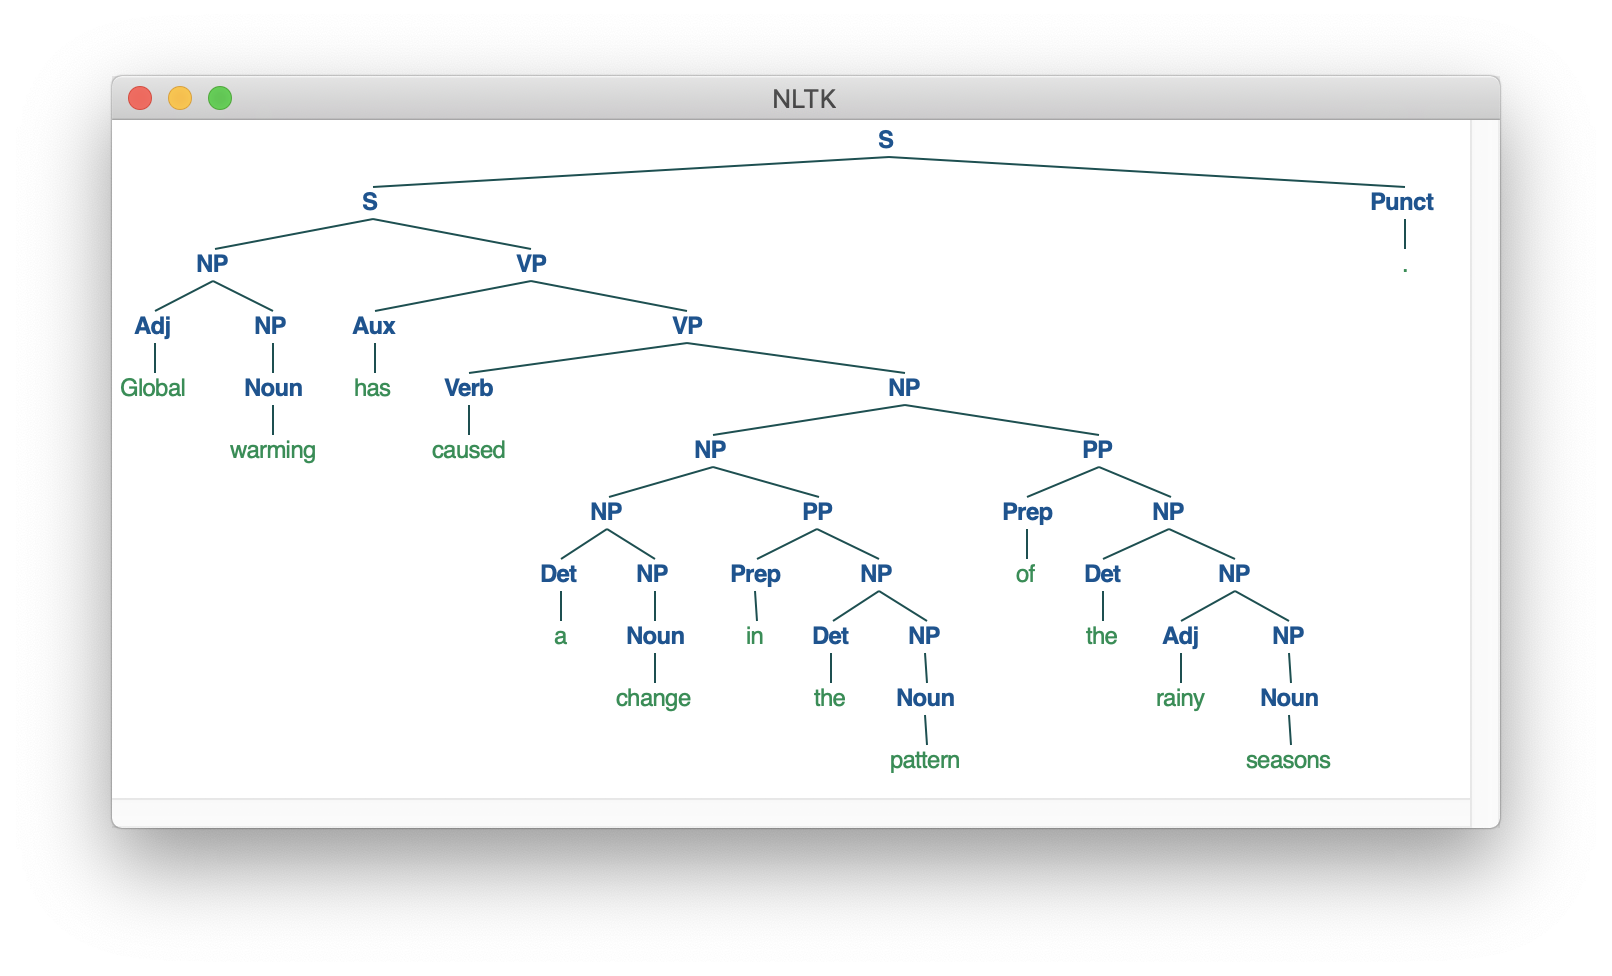 NLTK
S
S Punct
NP VP .
Adj NP Aux VP
Global Noun has Verb NP
warming caused NP PP
NP PP Prep NP
Det NP Prep NP of Det NP
a Noun in Det NP the Adj NP
change the Noun rainy Noun
pattern seasons